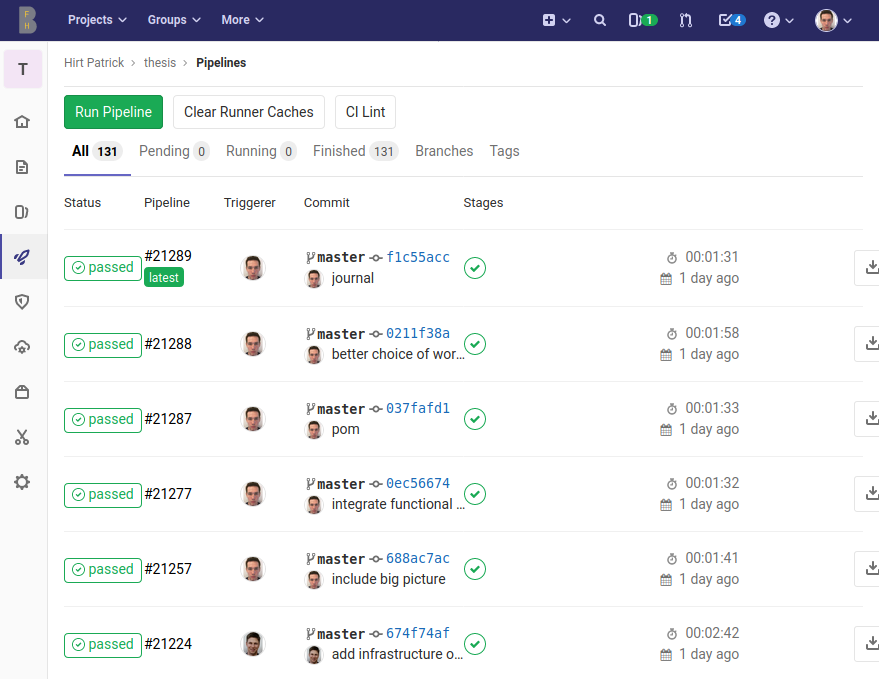 F
B
H
Projects Groups More 1 4 ?
T
Hirt Patrick › thesis › Pipelines
Run Pipeline Clear Runner Caches CI Lint
All 131 Pending 0 Running 0 Finished 131 Branches Tags
Status Pipeline Triggerer Commit Stages
passed #21289 latest master f1c55acc 00:01:31
journal 1 day ago
passed #21288 master 0211f38a 00:01:58
better choice of wor... 1 day ago
passed #21287 master 037fafd1 00:01:33
pom 1 day ago
passed #21277 master 0ec56674 00:01:32
integrate functional ... 1 day ago
passed #21257 master 688ac7ac 00:01:41
include big picture 1 day ago
passed #21224 master 674f74af 00:02:42
add infrastructure o... 1 day ago